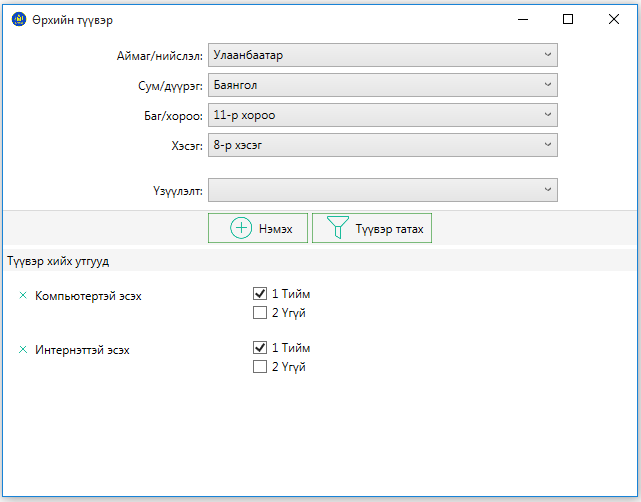 Өрхийн түүвэр
Аймаг/нийслэл: Улаанбаатар
Сум/дүүрэг: Баянгол
Баг/хороо: 11-р хороо
Хэсэг: 8-р хэсэг
Үзүүлэлт:
Нэмэх Түүвэр татах
Түүвэр хийх утгууд
Компьютертэй эсэх 1 Тийм
2 Үгүй
Интернэттэй эсэх 1 Тийм
2 Үгүй